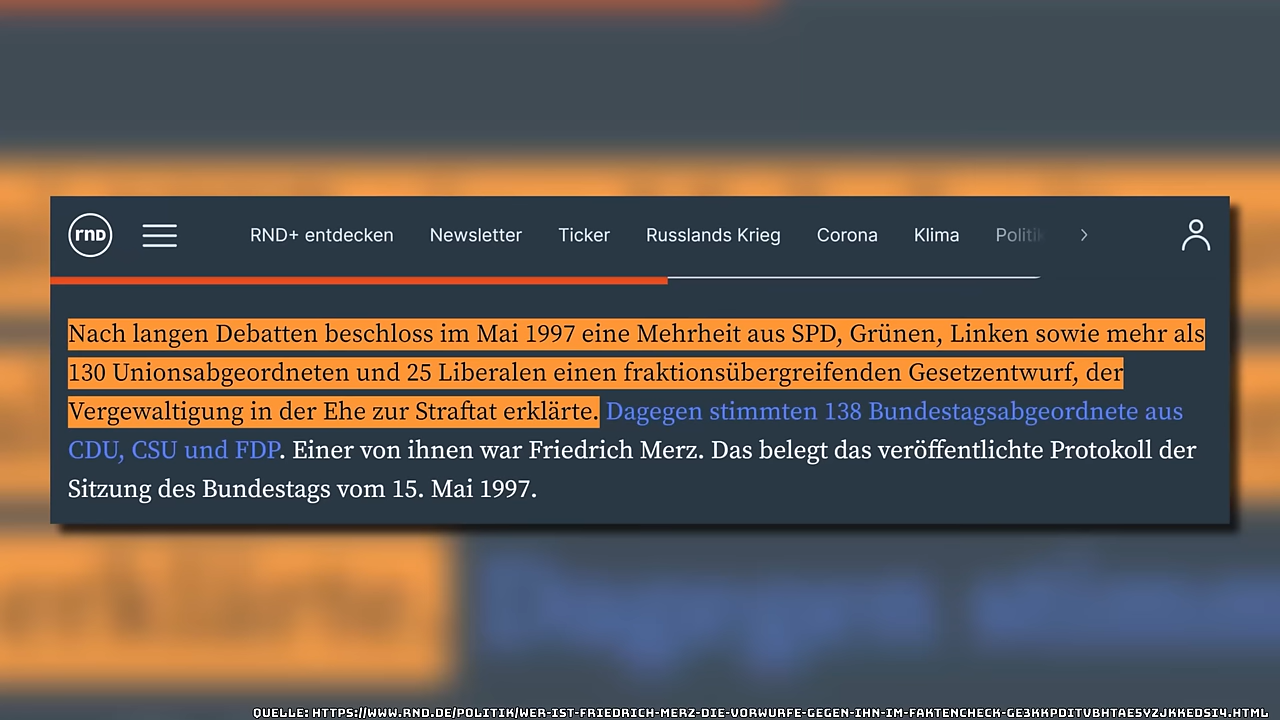 rnd RND+ entdecken Newsletter Ticker Russlands Krieg Corona Klima Politik
Nach langen Debatten beschloss im Mai 1997 eine Mehrheit aus SPD, Grünen, Linken sowie mehr als
130 Unionsabgeordneten und 25 Liberalen einen fraktionsübergreifenden Gesetzentwurf, der
Vergewaltigung in der Ehe zur Straftat erklärte. Dagegen stimmten 138 Bundestagsabgeordnete aus
CDU, CSU und FDP. Einer von ihnen war Friedrich Merz. Das belegt das veröffentlichte Protokoll der
Sitzung des Bundestags vom 15. Mai 1997.
erklärte. Dagegen
QUELLE: HTTPS://WWW.RND.DE/POLITIK/WER-IST-FRIEDRICH-MERZ-DIE-VORWURFE-GEGEN-IHN-IM-FAKTENCHECK-GE3KKPDITVBHTAESYZJKKEDSI4.HTML